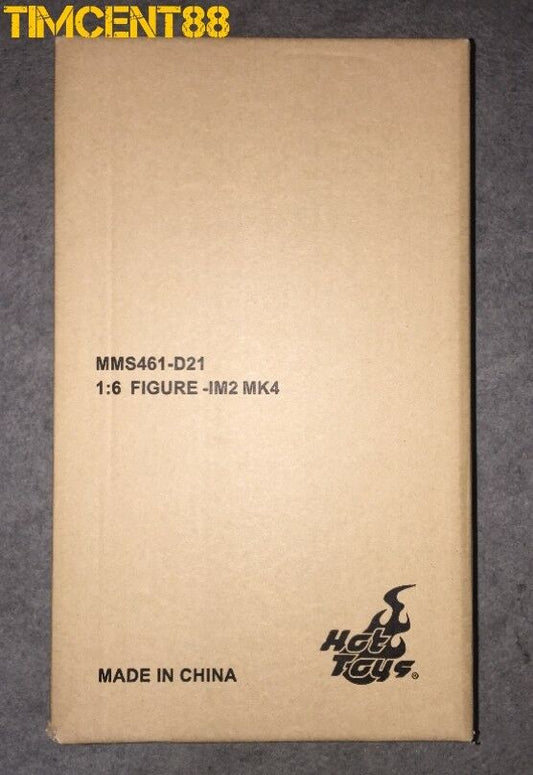 TIMCENT88
MMS461-D21
1:6 FIGURE -IM2 MK4
Hot
Toys®
MADE IN CHINA